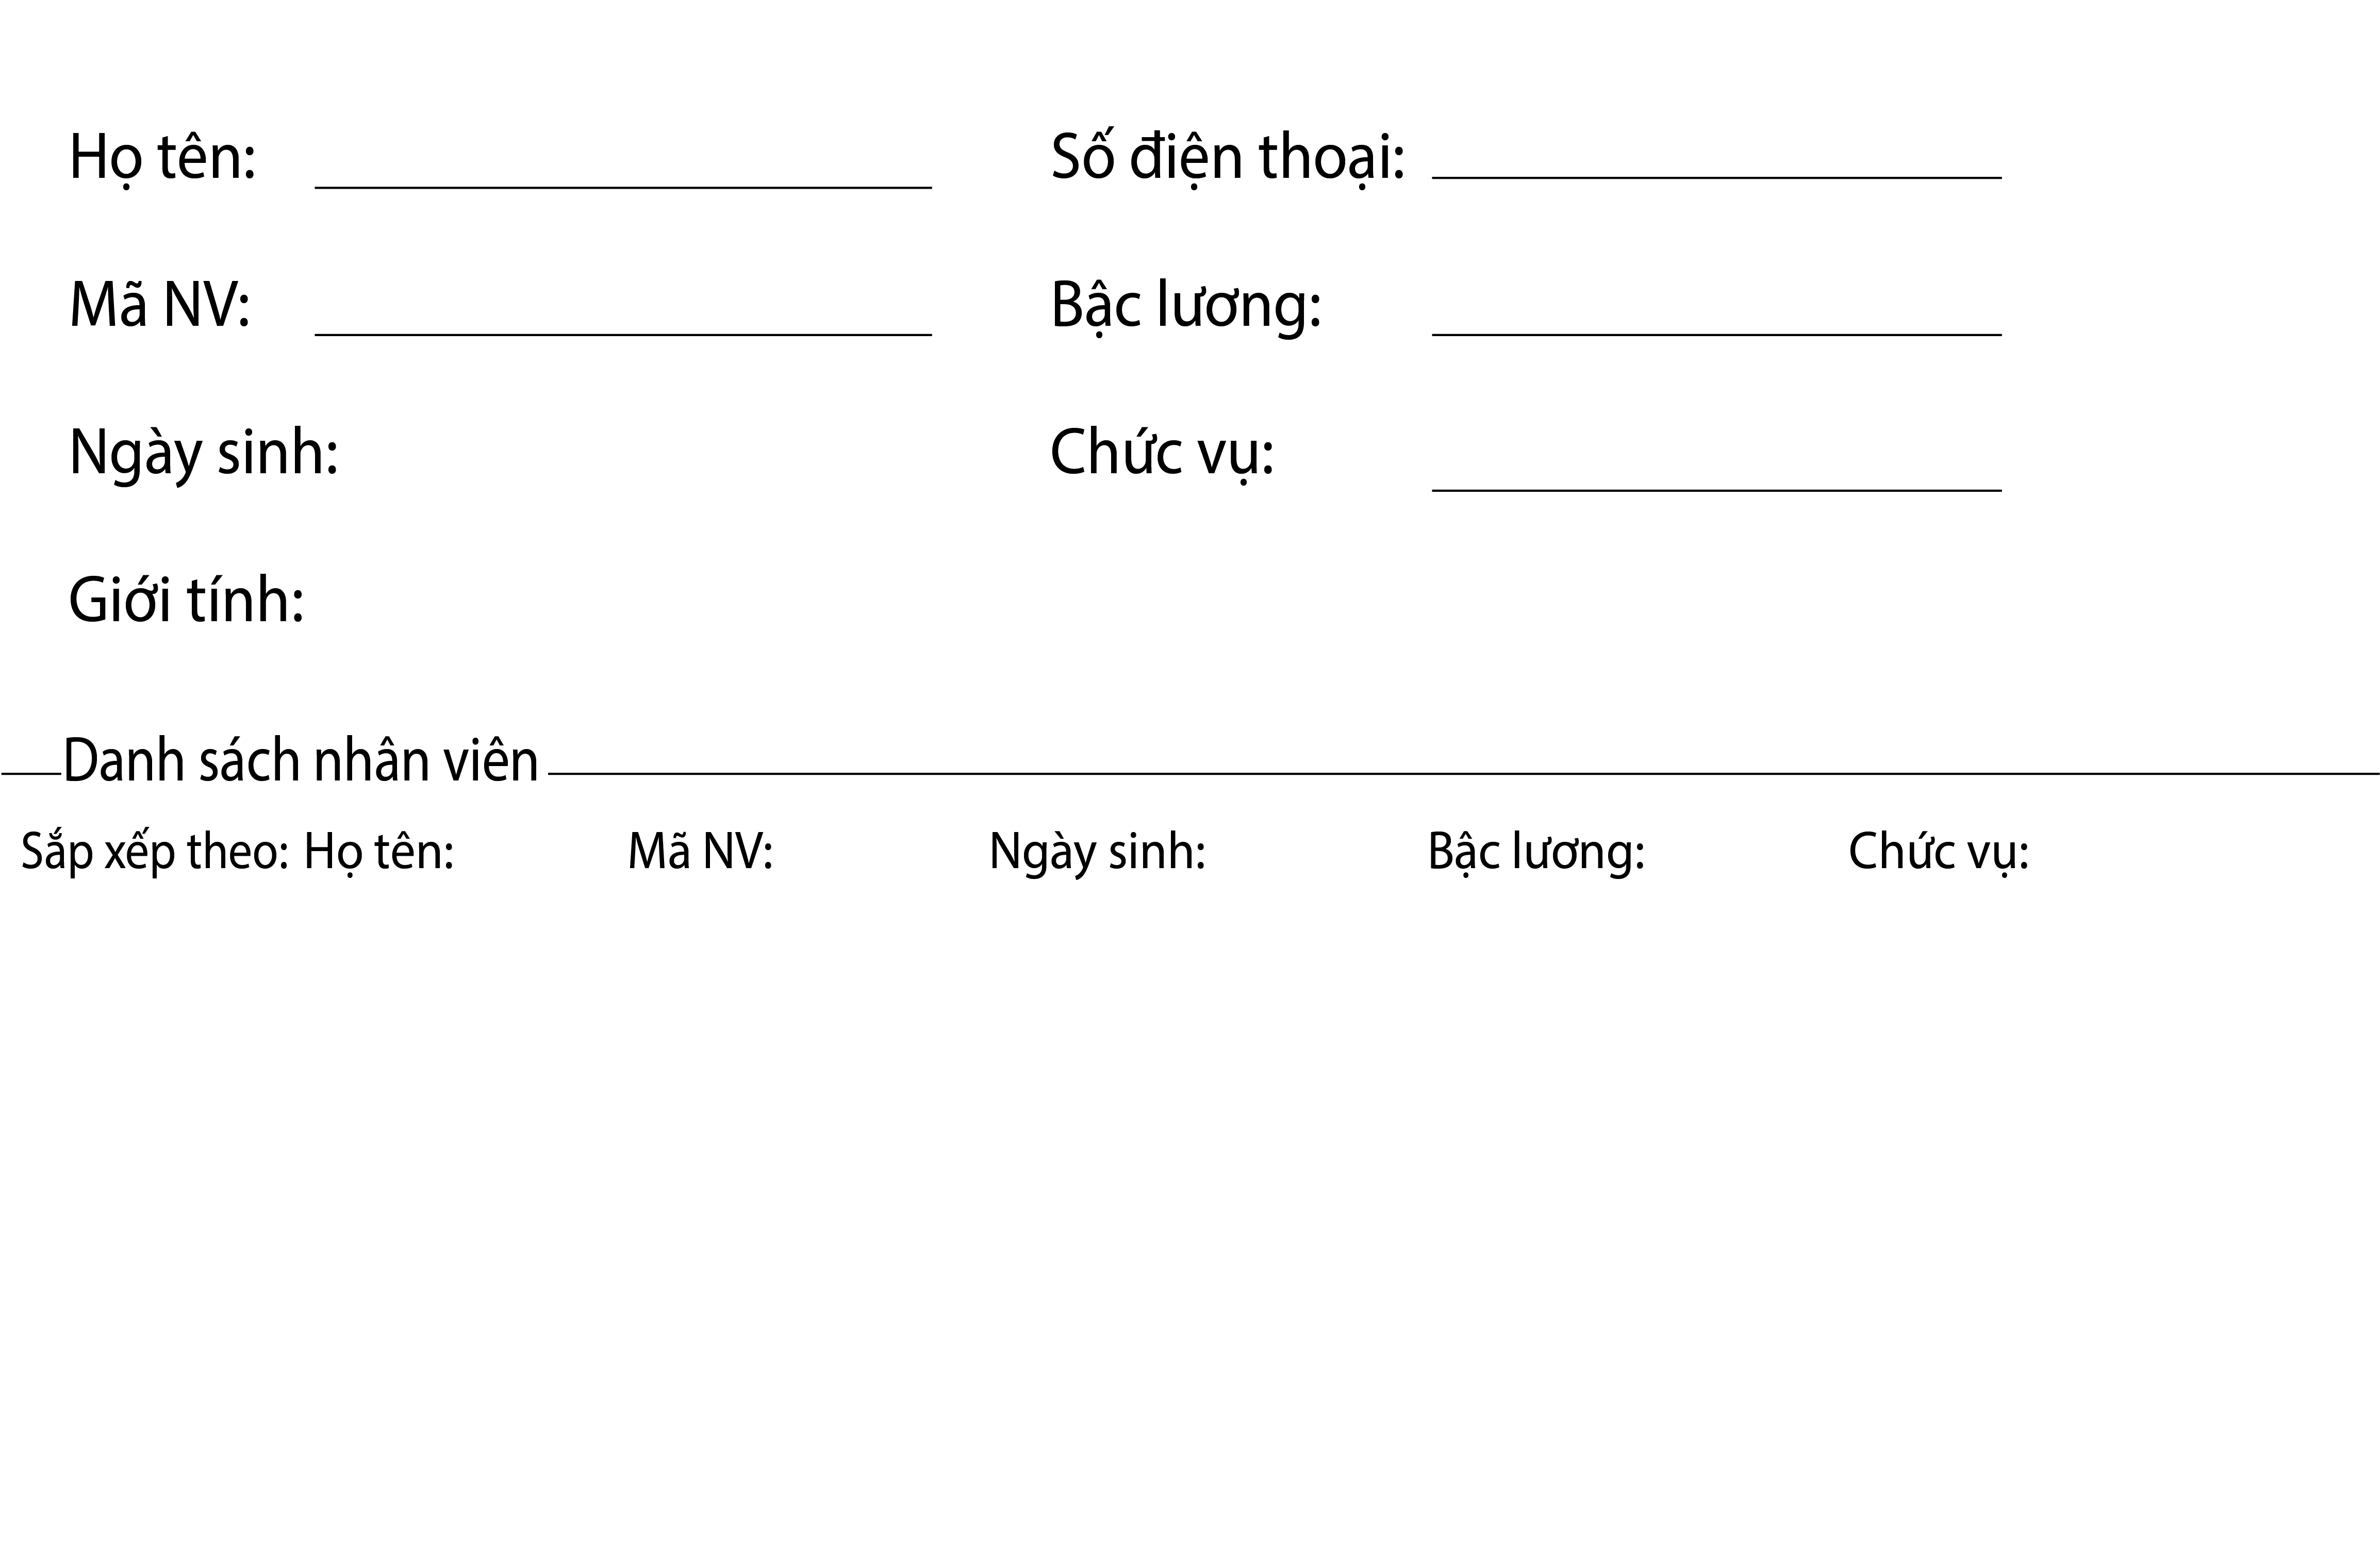 Họ tên: Số điện thoại:
Mã NV: Bậc lương:
Ngày sinh: Chức vụ:
Giới tính:
Danh sách nhân viên
Sắp xếp theo: Họ tên: Mã NV: Ngày sinh: Bậc lương: Chức vụ: